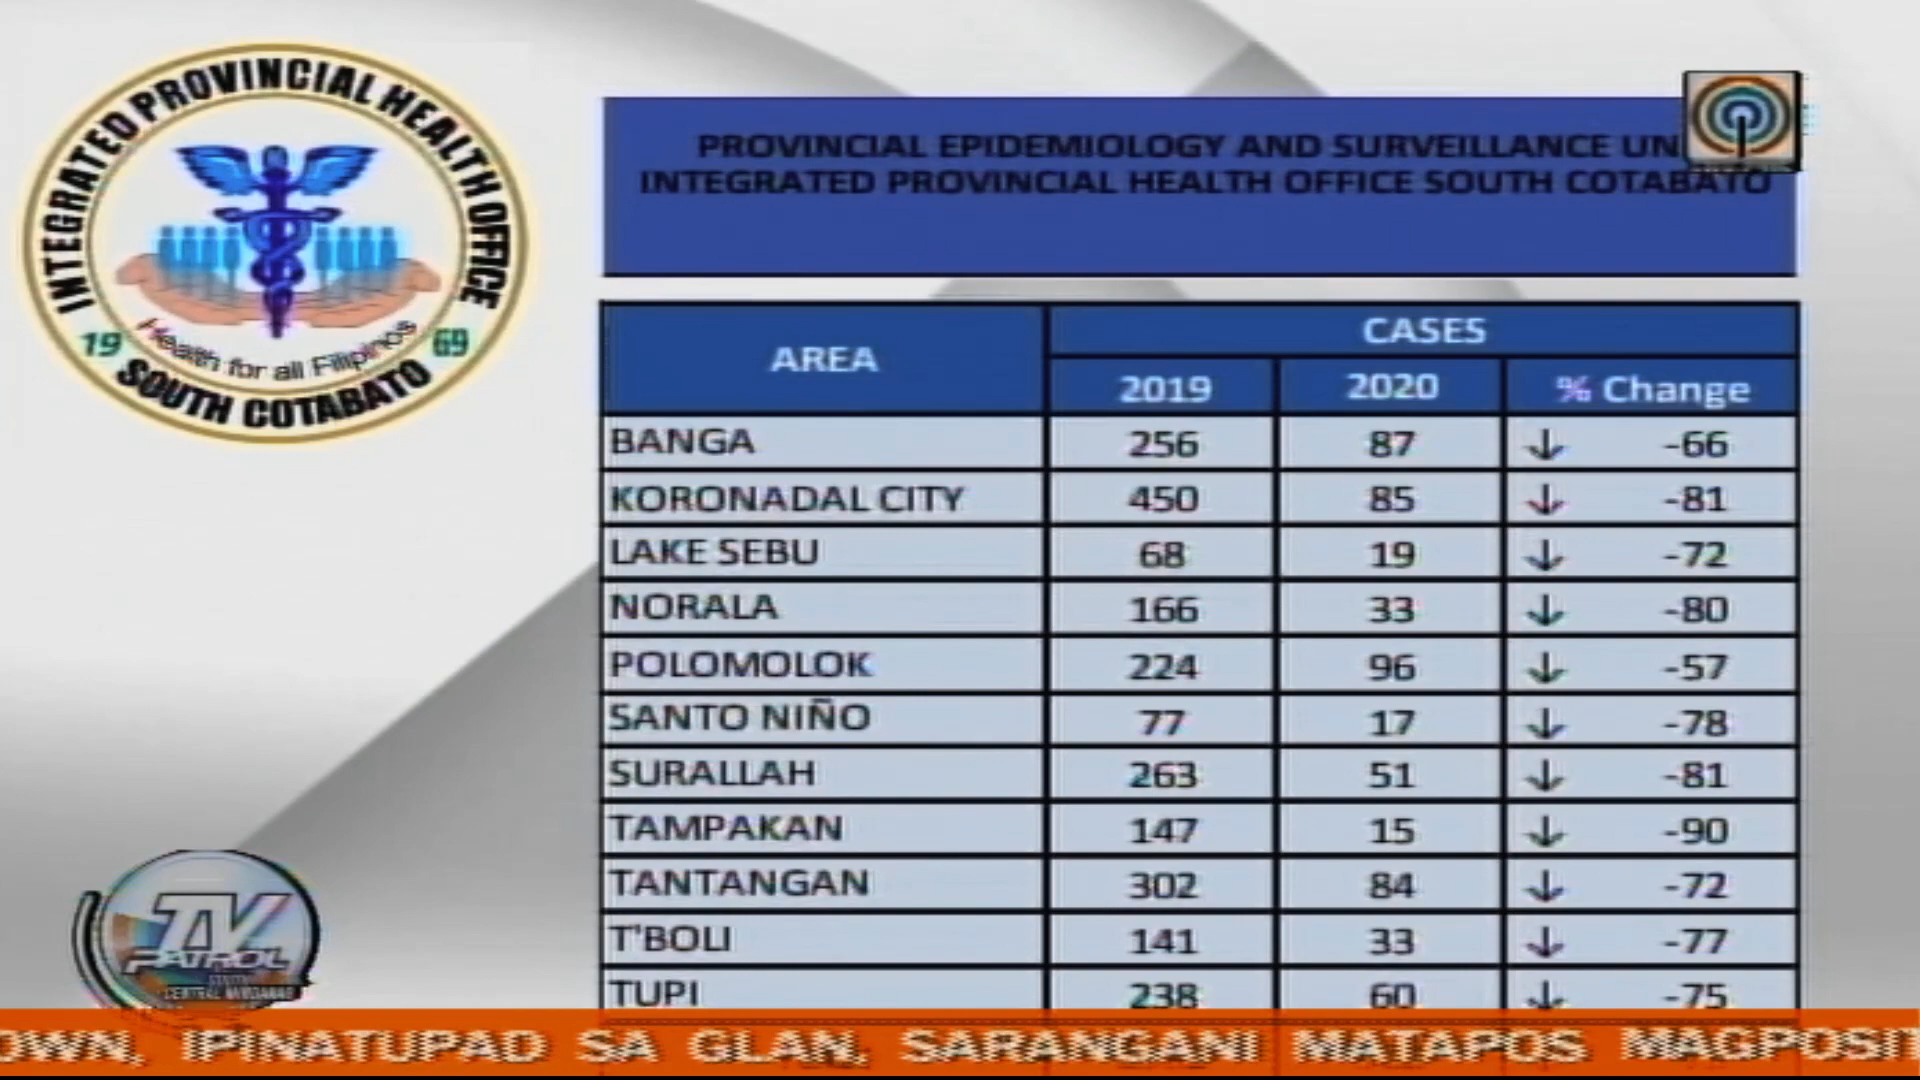 INTEGRATED PROVINCIAL HEALTH OFFICE
Health for all Filipinos
19 69
SOUTH COTABATO
PROVINCIAL EPIDEMIOLOGY AND SURVEILLANCE UN
INTEGRATED PROVINCIAL HEALTH OFFICE SOUTH COTABATO
AREA CASES
2019 2020 % Change
BANGA 256 87 ↓ -66
KORONADAL CITY 450 85 ↓ -81
LAKE SEBU 68 19 ↓ -72
NORALA 166 33 ↓ -80
POLOMOLOK 224 96 ↓ -57
SANTO NIÑO 77 17 ↓ -78
SURALLAH 263 51 ↓ -81
TAMPAKAN 147 15 ↓ -90
TANTANGAN 302 84 ↓ -72
T'BOLI 141 33 ↓ -77
TUPI 238 60 ↓ -75
TV
PATROL
SOUTH
CENTRAL MINDANAO
OWN, IPINATUPAD SA GLAN, SARANGANI MATAPOS MAGPOSIT